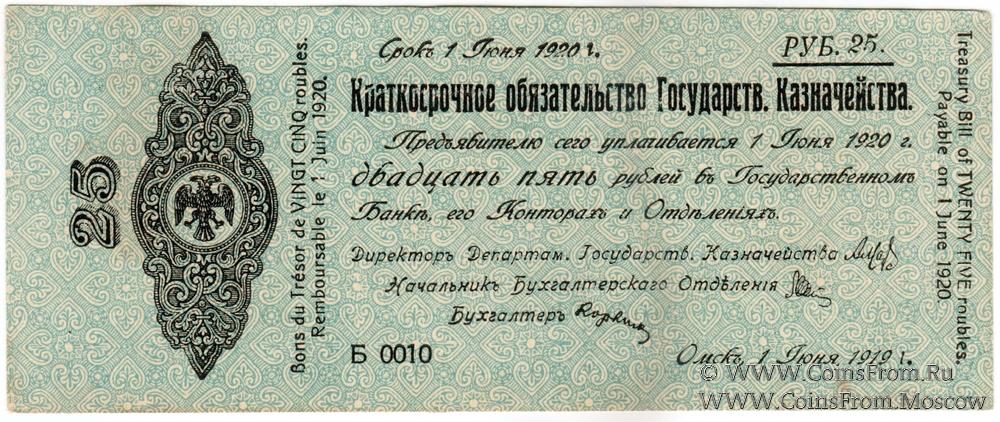 Срокъ 1 Июня 1920 г.
РУБ. 25.
Краткосрочное обязательство Государств. Казначейства.
Предъявителю сего уплачивается 1 Июня 1920 г.
двадцать пять рублей въ Государственномъ
Банкѣ, его Конторахъ и Отдѣленіяхъ.
Директоръ Департам. Государств. Казначейства
Начальникъ Бухгалтерскаго Отдѣленія
Бухгалтеръ
Б 0010
Омскъ, 1 Июня 1919 г.
25
Bons du Trésor de VINGT CINQ roubles.
Remboursable le 1 Juin 1920.
Treasury Bill of TWENTY FIVE roubles.
Payable on 1 June 1920.
© WWW.CoinsFrom.Ru
WWW.CoinsFrom.Moscow